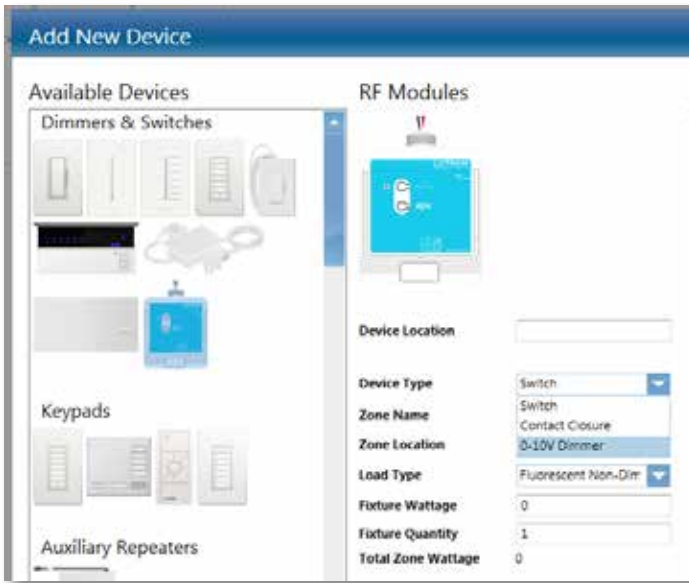 Add New Device
Available Devices
Dimmers & Switches
Keypads
Auxiliary Repeaters
RF Modules
LUTRON
Device Location
Device Type Switch
Switch
Contact Closure
Zone Name
Zone Location 0-10V Dimmer
Load Type Fluorescent Non-Dim
Fixture Wattage 0
Fixture Quantity 1
Total Zone Wattage 0